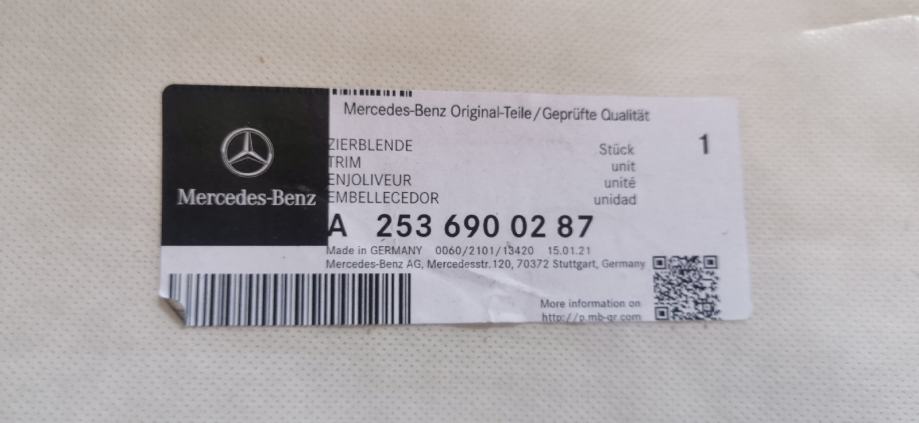 Mercedes-Benz Original-Teile/Geprüfte Qualität
Mercedes-Benz
ZIERBLENDE Stück 1
TRIM unit
ENJOLIVEUR unité
EMBELLECEDOR unidad
A 253 690 02 87
Made in GERMANY 0060/2101/13420 15.01.21
Mercedes-Benz AG, Mercedesstr.120, 70372 Stuttgart, Germany
More information on
http://p.mb-qr.com